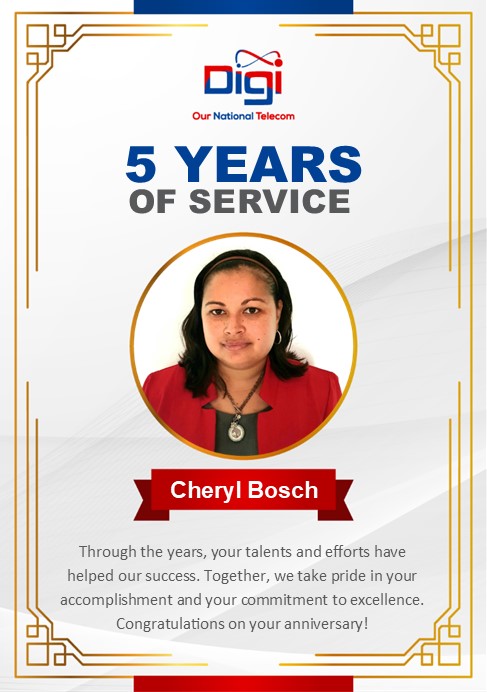 Digi
Our National Telecom
5 YEARS
OF SERVICE
Cheryl Bosch
Through the years, your talents and efforts have
helped our success. Together, we take pride in your
accomplishment and your commitment to excellence.
Congratulations on your anniversary!